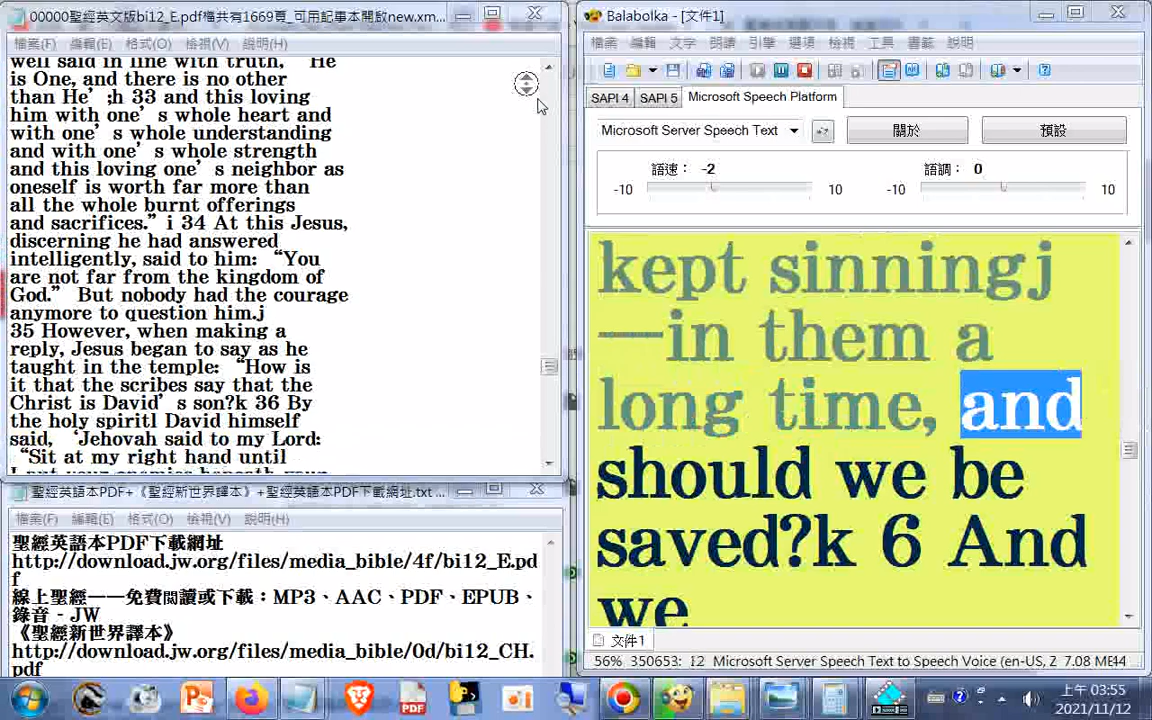 00000聖經英文版bi12_E.pdf檔共有1669頁_可用記事本開啟new.xm...
檔案(F) 編輯(E) 格式(O) 檢視(V) 說明(H)
well said in line with truth, ‘He
is One, and there is no other
than He’;h 33 and this loving
him with one’s whole heart and
with one’s whole understanding
and with one’s whole strength
and this loving one’s neighbor as
oneself is worth far more than
all the whole burnt offerings
and sacrifices.”i 34 At this Jesus,
discerning he had answered
intelligently, said to him: “You
are not far from the kingdom of
God.” But nobody had the courage
anymore to question him.j
35 However, when making a
reply, Jesus began to say as he
taught in the temple: “How is
it that the scribes say that the
Christ is David’s son?k 36 By
the holy spiritl David himself
said, ‘Jehovah said to my Lord:
“Sit at my right hand until
I put your enemies beneath your
聖經英語本PDF+《聖經新世界譯本》+聖經英語本PDF下載網址.txt ...
檔案(F) 編輯(E) 格式(O) 檢視(V) 說明(H)
聖經英語本PDF下載網址
http://download.jw.org/files/media_bible/4f/bi12_E.pd
f
線上聖經——免費閱讀或下載：MP3、AAC、PDF、EPUB、
錄音 - JW
《聖經新世界譯本》
http://download.jw.org/files/media_bible/0d/bi12_CH.
pdf
Balabolka - [文件1]
檔案 編輯 文字 朗讀 引擎 選項 檢視 工具 書籤 說明
SAPI 4 SAPI 5 Microsoft Speech Platform
Microsoft Server Speech Text 關於 預設
語速： -2 語調： 0
-10 10 -10 10
kept sinningj
—in them a
long time, and
should we be
saved?k 6 And
we
文件1
56% 350653: 12 Microsoft Server Speech Text to Speech Voice (en-US, Z 7.08 ME44
上午 03:55
2021/11/12